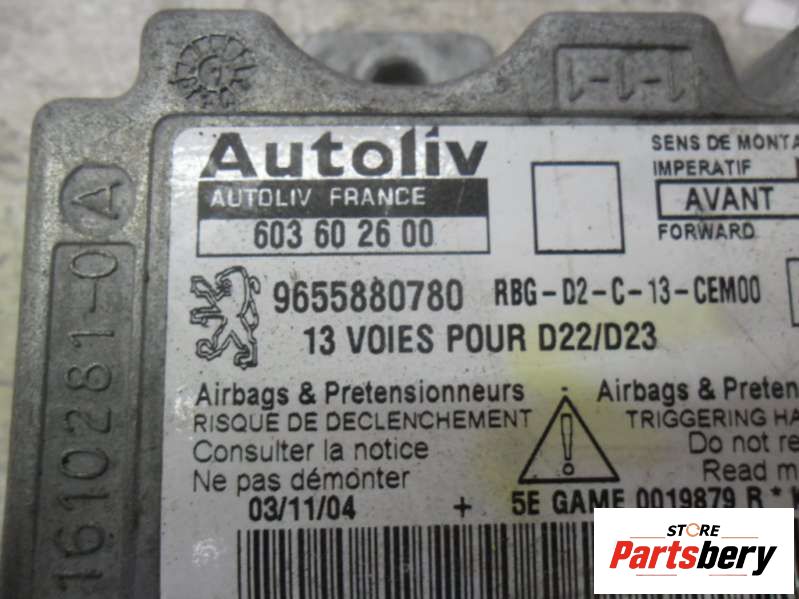 1-1-1
Autoliv
AUTOLIV FRANCE
603 60 26 00
SENS DE MONTA
IMPERATIF
AVANT
FORWARD
9655880780 RBG-D2-C-13-CEM00
13 VOIES POUR D22/D23
Airbags & Pretensionneurs - Airbags & Preten
RISQUE DE DECLENCHEMENT
TRIGGERING HA
Consulter la notice
Do not re
Ne pas démonter
Read m
03/11/04 + 5E GAME 0019879 R *
A
1610281-0
STORE
Partsbery